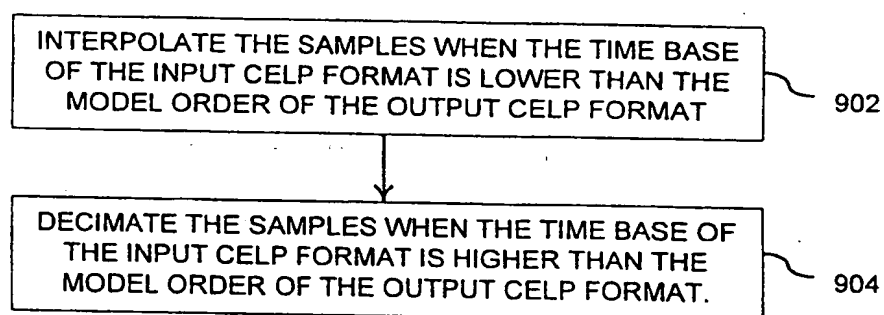 INTERPOLATE THE SAMPLES WHEN THE TIME BASE
OF THE INPUT CELP FORMAT IS LOWER THAN THE
MODEL ORDER OF THE OUTPUT CELP FORMAT
902
DECIMATE THE SAMPLES WHEN THE TIME BASE OF
THE INPUT CELP FORMAT IS HIGHER THAN THE
MODEL ORDER OF THE OUTPUT CELP FORMAT.
904